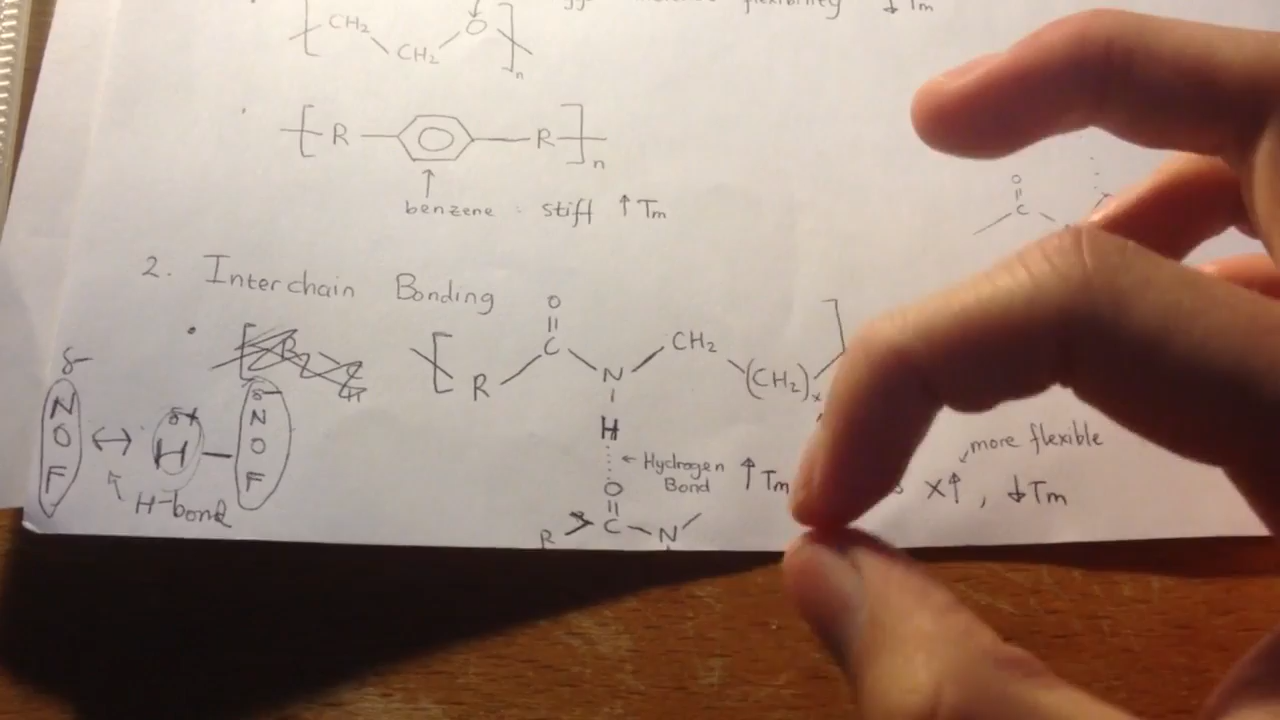 flexibility ↓ Tm
CH₂ CH₂ O n
R R n
benzene : stiff ↑ Tm
2. Interchain Bonding
O
C
R N CH₂ (CH₂)x
H
← Hydrogen Bond ↑ Tm
O
R C N
more flexible
X↑ , ↓ Tm
δ-
N O F
↔
δ+
H
δ-
N O F
H-bond
O
C